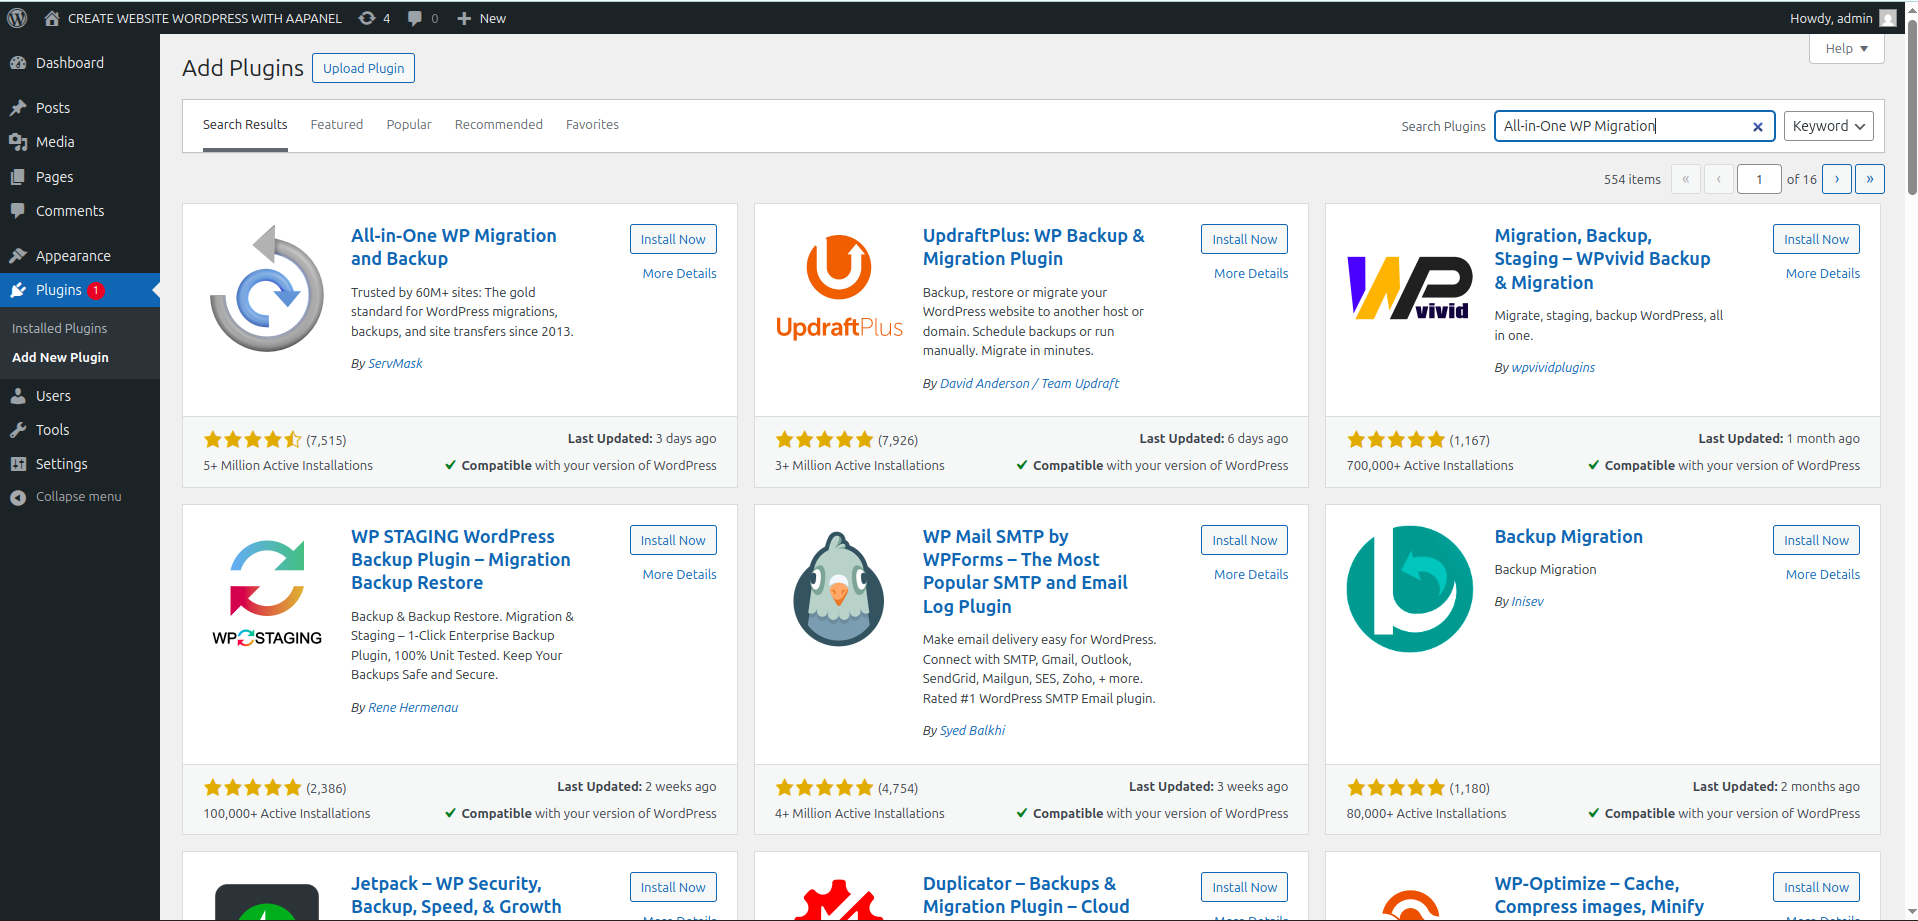 CREATE WEBSITE WORDPRESS WITH AAPANEL 4 0 New Howdy, admin
Dashboard
Posts
Media
Pages
Comments
Appearance
Plugins 1
Installed Plugins
Add New Plugin
Users
Tools
Settings
Collapse menu
Help
Add Plugins Upload Plugin
Search Results Featured Popular Recommended Favorites Search Plugins All-in-One WP Migration Keyword
554 items « ‹ 1 of 16 › »
All-in-One WP Migration
and Backup
Install Now
More Details
Trusted by 60M+ sites: The gold
standard for WordPress migrations,
backups, and site transfers since 2013.
By ServMask
(7,515) Last Updated: 3 days ago
5+ Million Active Installations Compatible with your version of WordPress
UpdraftPlus
UpdraftPlus: WP Backup &
Migration Plugin
Install Now
More Details
Backup, restore or migrate your
WordPress website to another host or
domain. Schedule backups or run
manually. Migrate in minutes.
By David Anderson / Team Updraft
(7,926) Last Updated: 6 days ago
3+ Million Active Installations Compatible with your version of WordPress
WP vivid
Migration, Backup,
Staging – WPvivid Backup
& Migration
Install Now
More Details
Migrate, staging, backup WordPress, all
in one.
By wpvividplugins
(1,167) Last Updated: 1 month ago
700,000+ Active Installations Compatible with your version of WordPress
WP STAGING
WP STAGING WordPress
Backup Plugin – Migration
Backup Restore
Install Now
More Details
Backup & Backup Restore. Migration &
Staging – 1-Click Enterprise Backup
Plugin, 100% Unit Tested. Keep Your
Backups Safe and Secure.
By Rene Hermenau
(2,386) Last Updated: 2 weeks ago
100,000+ Active Installations Compatible with your version of WordPress
WP Mail SMTP by
WPForms – The Most
Popular SMTP and Email
Log Plugin
Install Now
More Details
Make email delivery easy for WordPress.
Connect with SMTP, Gmail, Outlook,
SendGrid, Mailgun, SES, Zoho, + more.
Rated #1 WordPress SMTP Email plugin.
By Syed Balkhi
(4,754) Last Updated: 3 weeks ago
4+ Million Active Installations Compatible with your version of WordPress
Backup Migration
Install Now
More Details
Backup Migration
By Inisev
(1,180) Last Updated: 2 months ago
80,000+ Active Installations Compatible with your version of WordPress
Jetpack – WP Security,
Backup, Speed, & Growth
Install Now
More Details
Duplicator – Backups &
Migration Plugin – Cloud
Install Now
More Details
WP-Optimize – Cache,
Compress images, Minify
Install Now
More Details